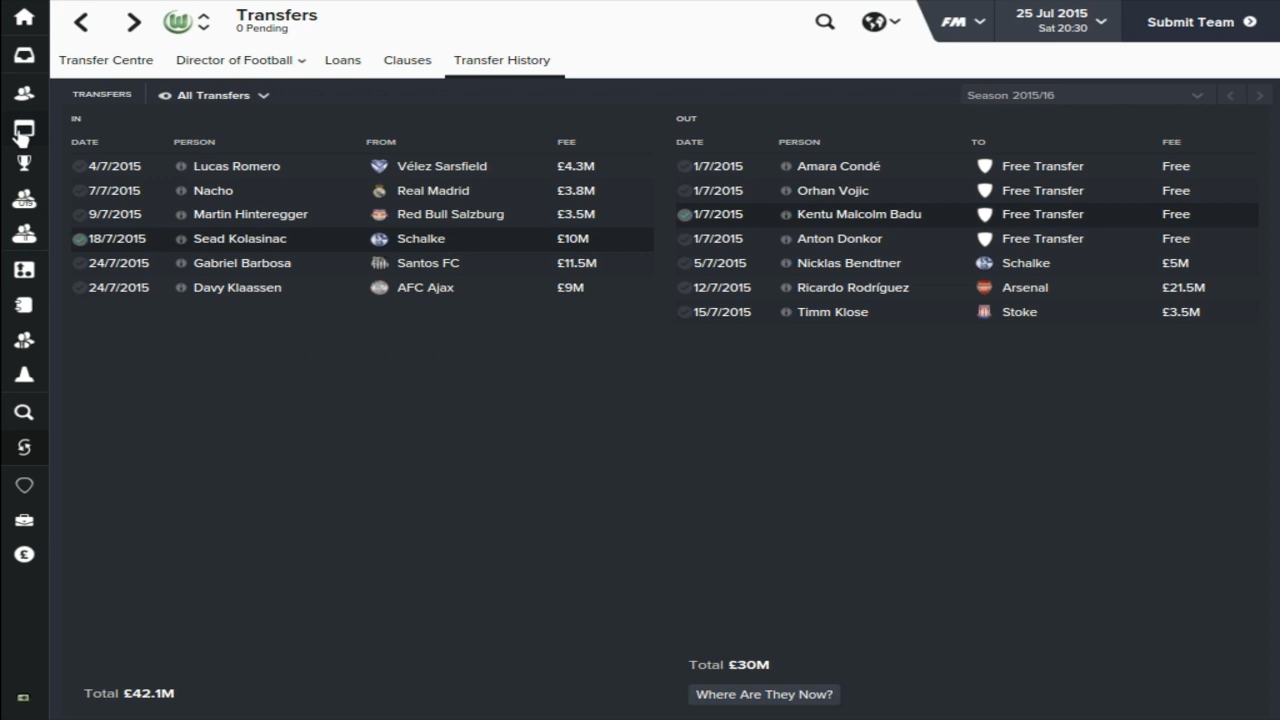 Transfers
0 Pending
FM
25 Jul 2015
Sat 20:30
Submit Team
Transfer Centre Director of Football Loans Clauses Transfer History
TRANSFERS All Transfers Season 2015/16
IN
DATE PERSON FROM FEE
4/7/2015 Lucas Romero Vélez Sarsfield £4.3M
7/7/2015 Nacho Real Madrid £3.8M
9/7/2015 Martin Hinteregger Red Bull Salzburg £3.5M
18/7/2015 Sead Kolasinac Schalke £10M
24/7/2015 Gabriel Barbosa Santos FC £11.5M
24/7/2015 Davy Klaassen AFC Ajax £9M
Total £42.1M
OUT
DATE PERSON TO FEE
1/7/2015 Amara Condé Free Transfer Free
1/7/2015 Orhan Vojic Free Transfer Free
1/7/2015 Kentu Malcolm Badu Free Transfer Free
1/7/2015 Anton Donkor Free Transfer Free
5/7/2015 Nicklas Bendtner Schalke £5M
12/7/2015 Ricardo Rodríguez Arsenal £21.5M
15/7/2015 Timm Klose Stoke £3.5M
Total £30M
Where Are They Now?